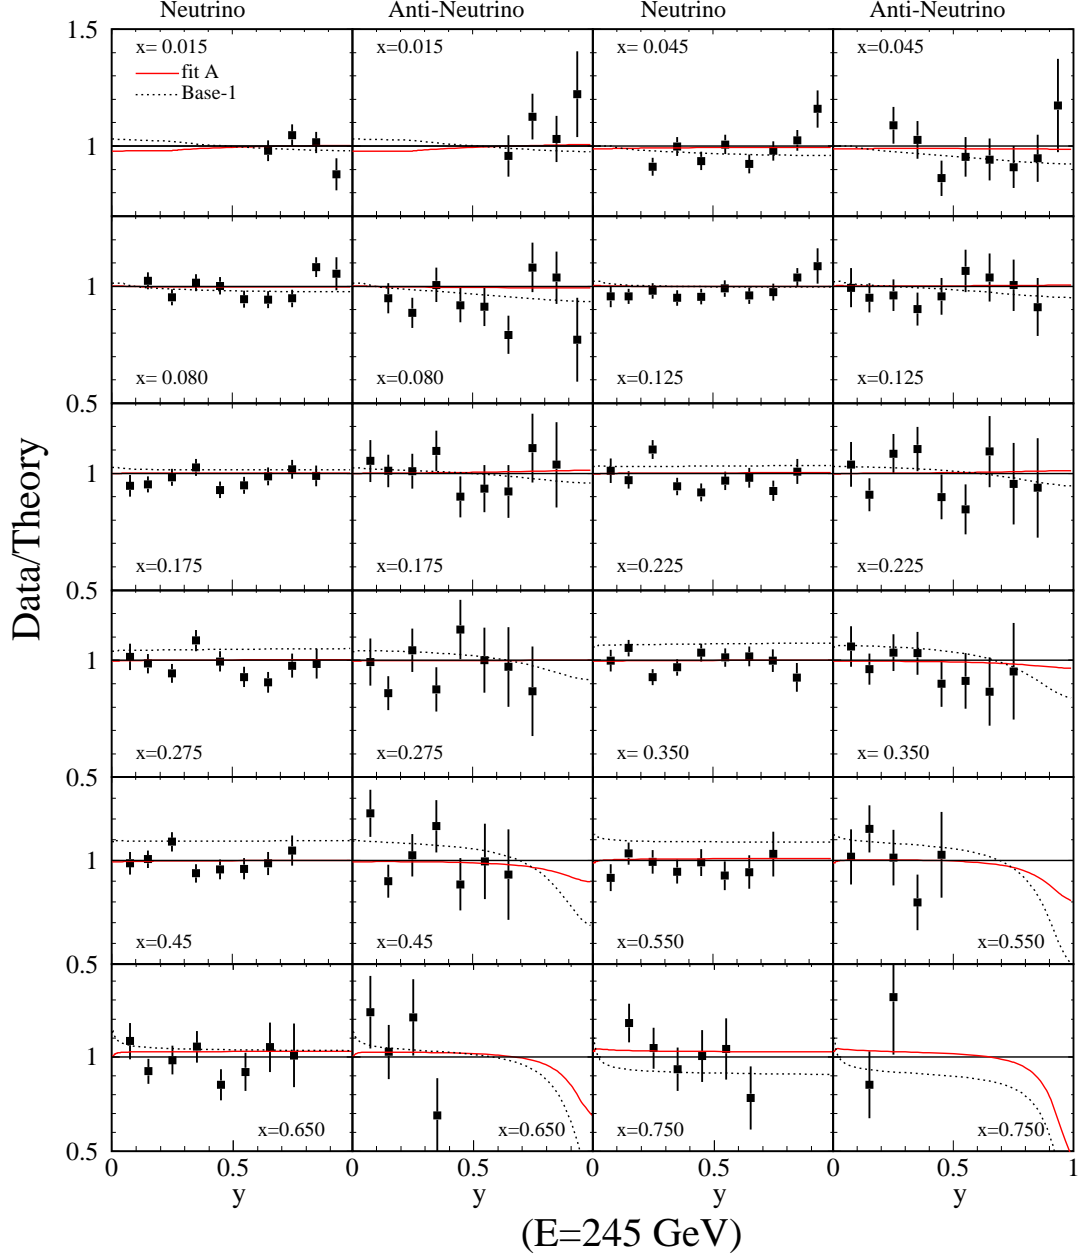 Neutrino Anti-Neutrino Neutrino Anti-Neutrino
1.5
x= 0.015 x=0.015 x= 0.045 x=0.045
fit A
Base-1
1
1
x= 0.080 x=0.080 x=0.125 x=0.125
0.5
1
x=0.175 x=0.175 x=0.225 x=0.225
0.5
1
x=0.275 x=0.275 x= 0.350 x= 0.350
0.5
1
x=0.45 x=0.45 x=0.550 x=0.550
0.5
1
x=0.650 x=0.650 x=0.750 x=0.750
0.5
0 0.5 0 0.5 0 0.5 0 0.5 1
y y y y
Data/Theory
(E=245 GeV)